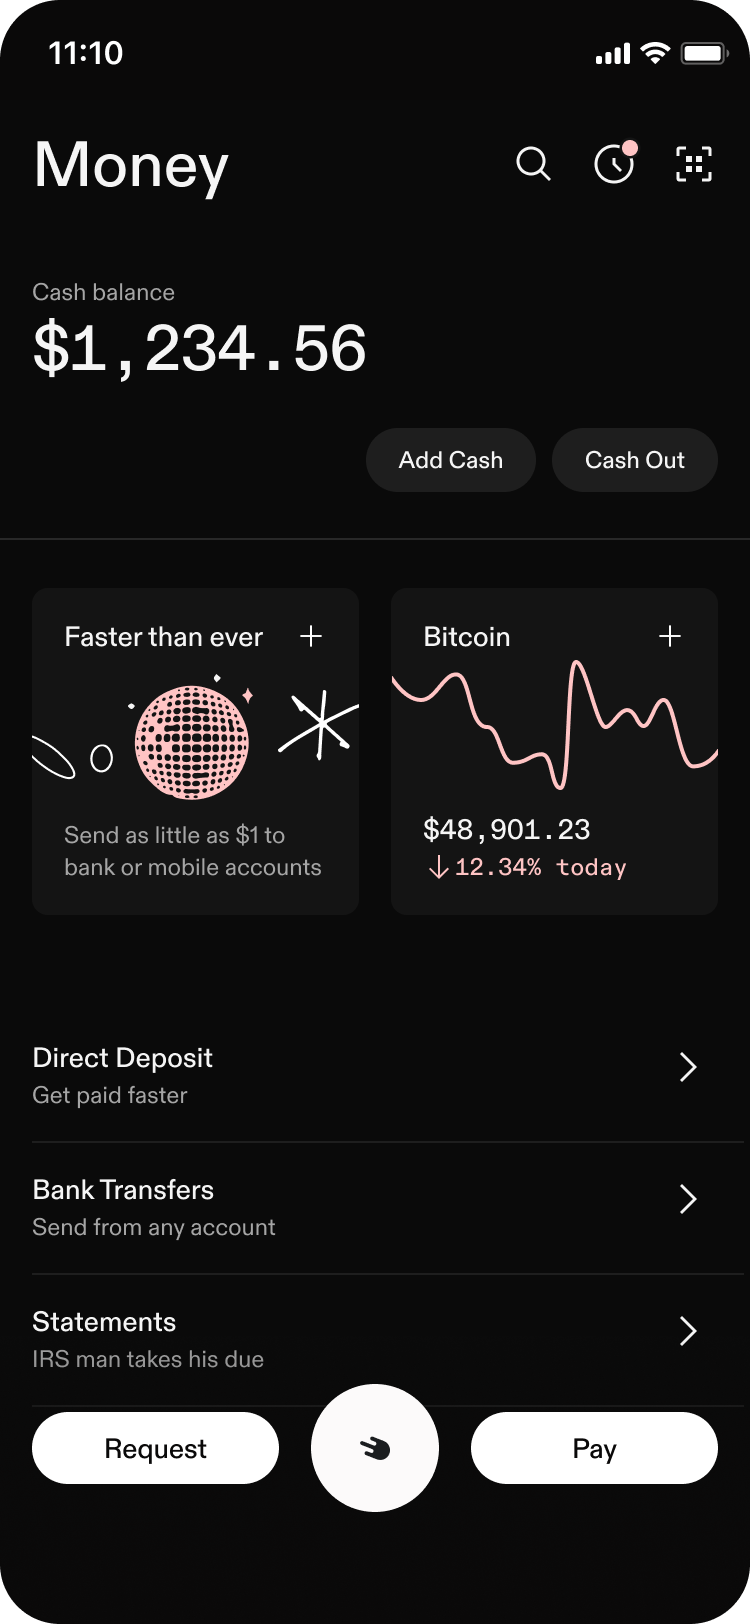 11:10
Money
Cash balance
$1,234.56
Add Cash
Cash Out
Faster than ever
Send as little as $1 to
bank or mobile accounts
Bitcoin
$48,901.23
↓12.34% today
Direct Deposit
Get paid faster
Bank Transfers
Send from any account
Statements
IRS man takes his due
Request
Pay